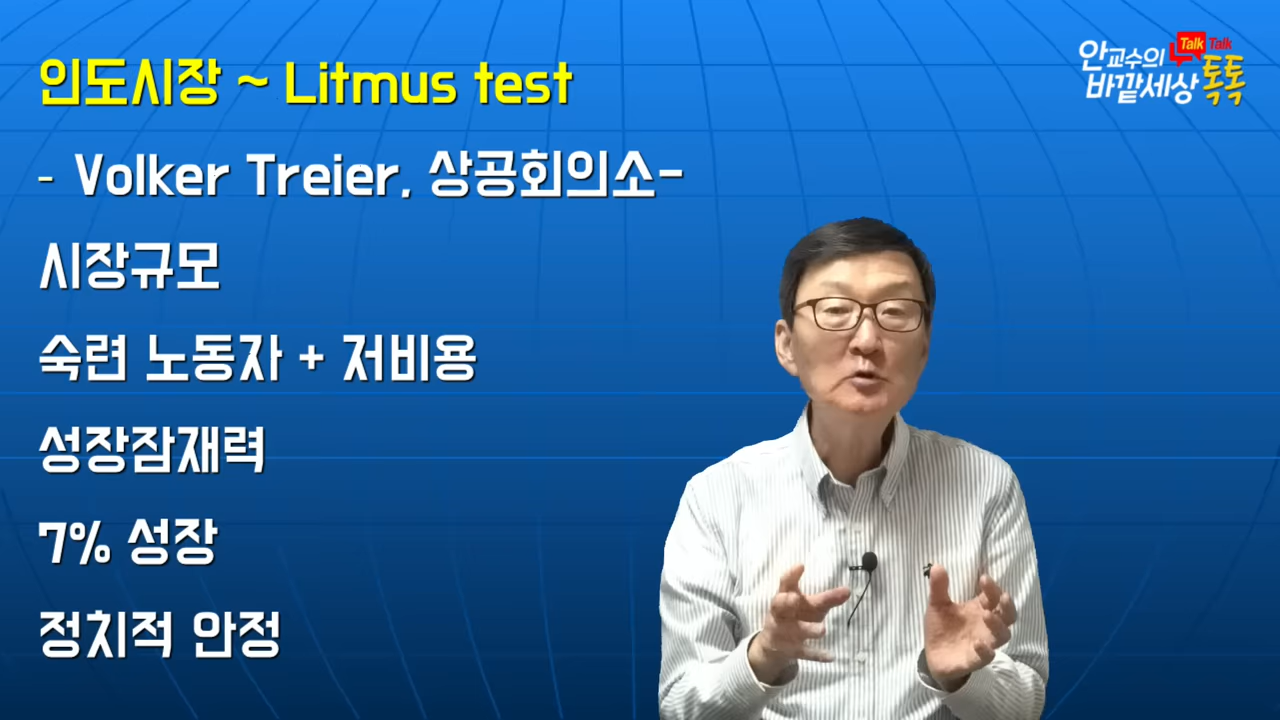 인도시장 ~ Litmus test
- Volker Treier, 상공회의소-
시장규모
숙련 노동자 + 저비용
성장잠재력
7% 성장
정치적 안정
안교수의 Talk Talk
바깥세상 톡톡